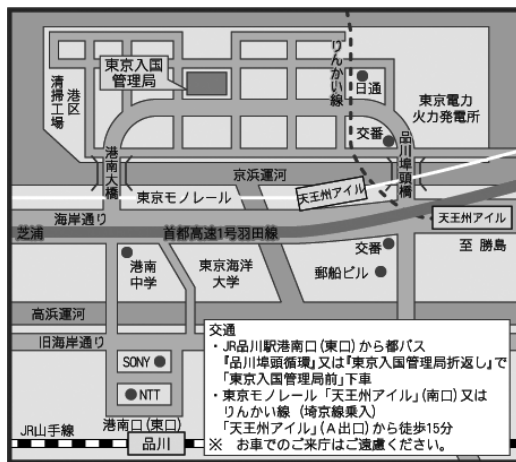 東京入国
管理局
りんかい線
日通
東京電力
火力発電所
港区
清掃工場
交番
港南大橋
品川埠頭橋
京浜運河
東京モノレール
天王州アイル
天王州アイル
海岸通り
芝浦
首都高速1号羽田線
至 勝島
港南
中学
東京海洋
大学
交番
郵船ビル
高浜運河
旧海岸通り
SONY
NTT
港南口(東口)
JR山手線
品川
交通
・JR品川駅港南口(東口)から都バス
『品川埠頭循環』又は『東京入国管理局折返し』で
「東京入国管理局前」下車
・東京モノレール「天王州アイル」(南口)又は
りんかい線(埼京線乗入)
「天王州アイル」(A出口)から徒歩15分
※ お車でのご来庁はご遠慮ください。